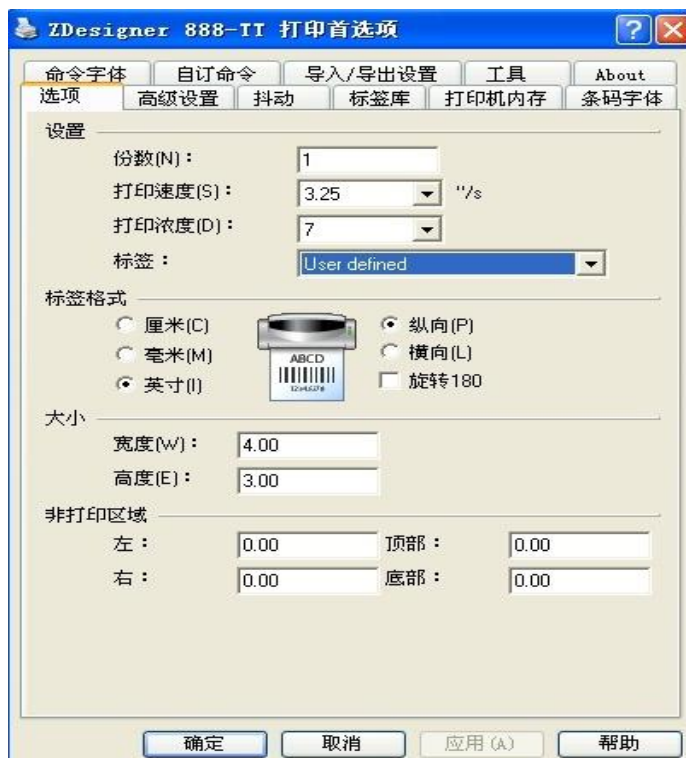 ZDesigner 888-TT 打印首选项
命令字体 自订命令 导入/导出设置 工具 About
选项 高级设置 抖动 标签库 打印机内存 条码字体
设置
份数(N)： 1
打印速度(S)： 3.25 "/s
打印浓度(D)： 7
标签： User defined
标签格式
厘米(C) 纵向(P)
毫米(M) ABCD 横向(L)
英寸(I) 旋转180
大小
宽度(W)： 4.00
高度(E)： 3.00
非打印区域
左： 0.00 顶部： 0.00
右： 0.00 底部： 0.00
确定 取消 应用(A) 帮助